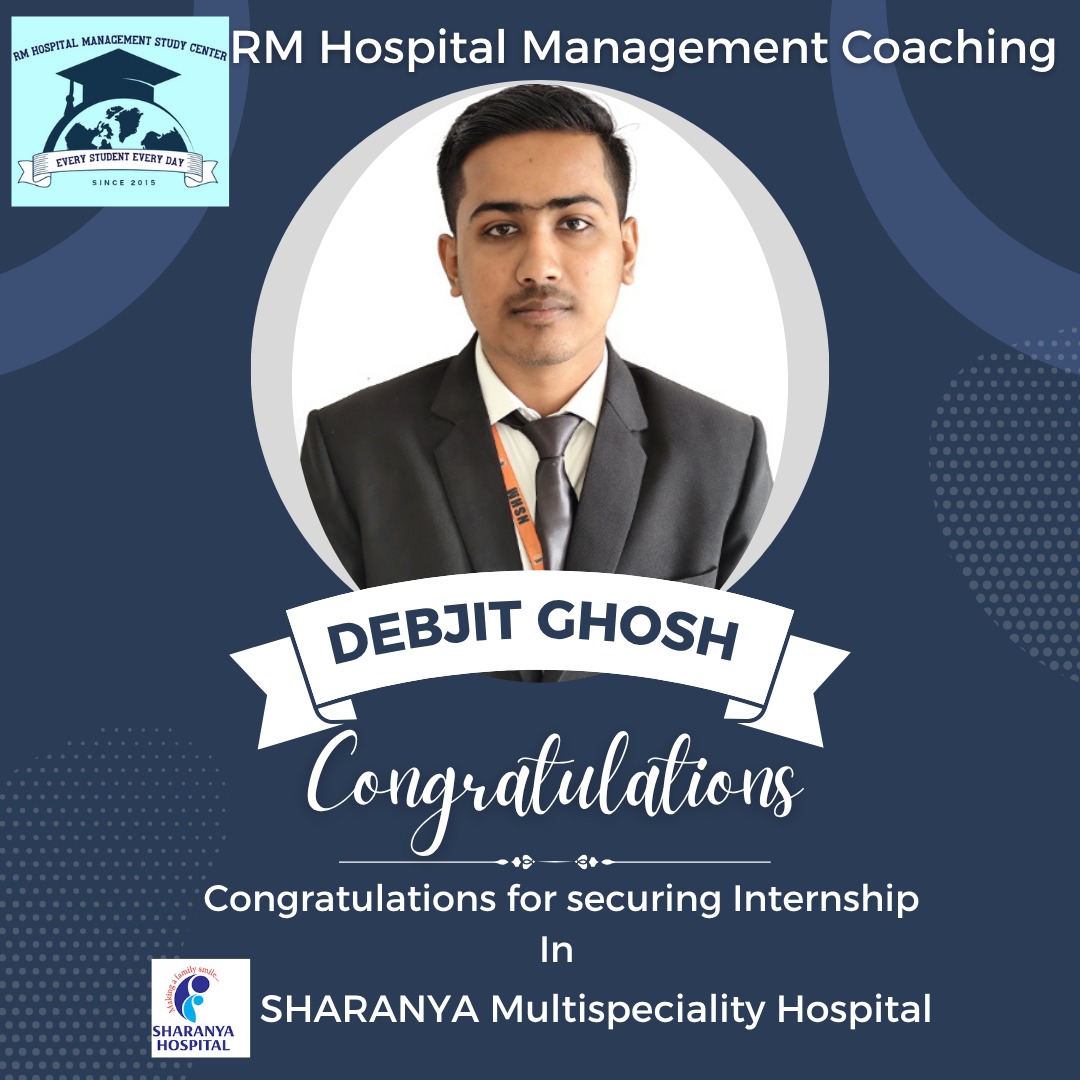 RM HOSPITAL MANAGEMENT STUDY CENTER
EVERY STUDENT EVERY DAY
SINCE 2015
RM Hospital Management Coaching
NSHM
DEBJIT GHOSH
Congratulations
Congratulations for securing Internship
In
Making a family smile...
SHARANYA
HOSPITAL
SHARANYA Multispeciality Hospital